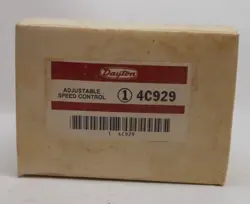 Dayton
ADJUSTABLE
SPEED CONTROL
1 4C929
1 4C929